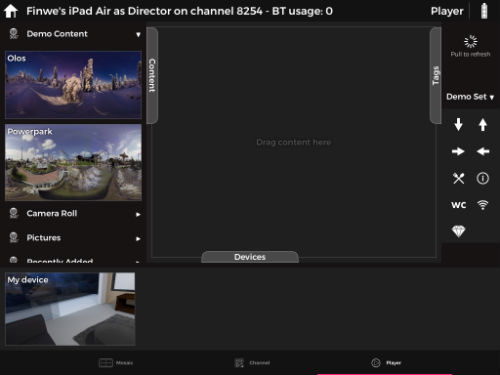 Finwe's iPad Air as Director on channel 8254 - BT usage: 0
Player
Demo Content
Olos
Powerpark
Camera Roll
Pictures
Recently Added
Content
Drag content here
Tags
Devices
Pull to refresh
Demo Set
WC
My device
Mosaic
Channel
Player